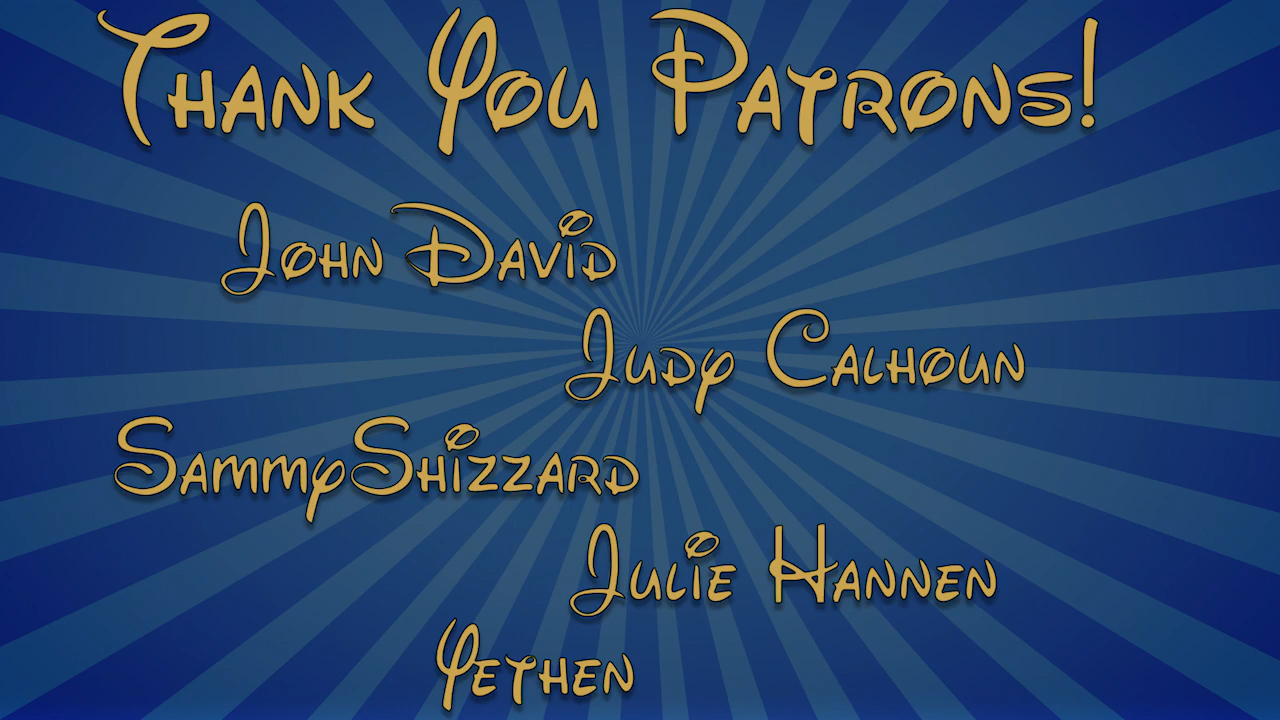 Thank You Patrons!
John David
Judy Calhoun
SammyShizzard
Julie Hannen
Yethen